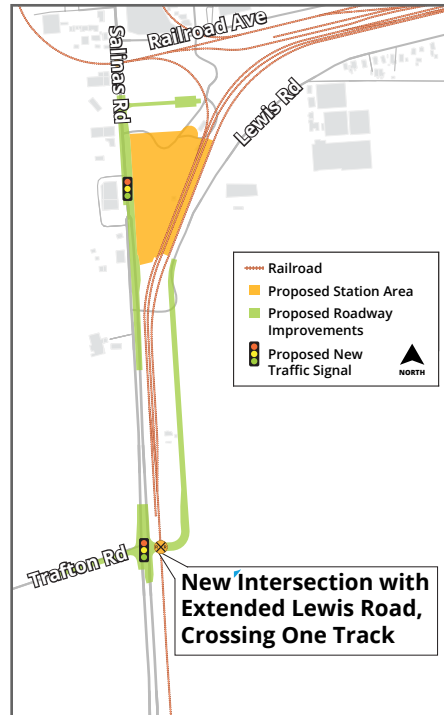 Salinas Rd
Railroad Ave
Lewis Rd
Railroad
Proposed Station Area
Proposed Roadway
Improvements
Proposed New
Traffic Signal
NORTH
Trafton Rd
New Intersection with
Extended Lewis Road,
Crossing One Track